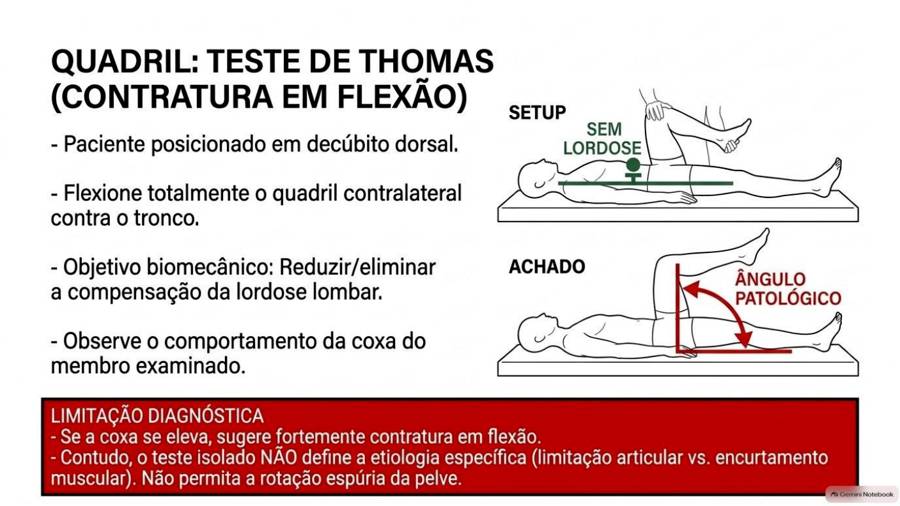 QUADRIL: TESTE DE THOMAS
(CONTRATURA EM FLEXÃO)
- Paciente posicionado em decúbito dorsal.
- Flexione totalmente o quadril contralateral
contra o tronco.
- Objetivo biomecânico: Reduzir/eliminar
a compensação da lordose lombar.
- Observe o comportamento da coxa do
membro examinado.
SETUP
SEM
LORDOSE
ACHADO
ÂNGULO
PATOLÓGICO
LIMITAÇÃO DIAGNÓSTICA
- Se a coxa se eleva, sugere fortemente contratura em flexão.
- Contudo, o teste isolado NÃO define a etiologia específica (limitação articular vs. encurtamento
muscular). Não permita a rotação espúria da pelve.
Gemini Notebook